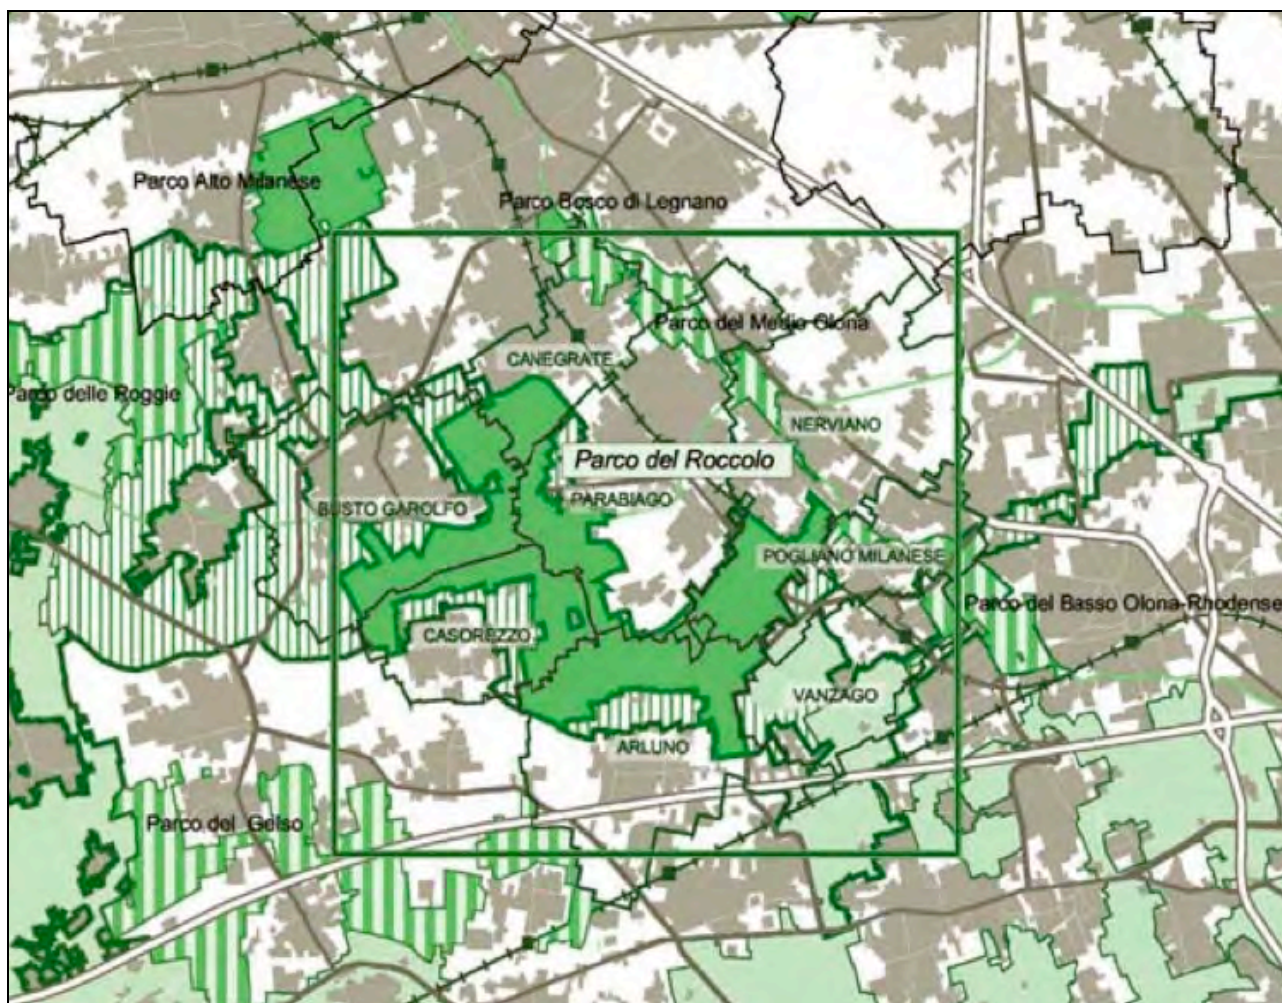 Parco Alto Milanese
Parco Bosco di Legnano
Parco del Medio Olona
CANEGRATE
Parco delle Roggie
NERVIANO
Parco del Roccolo
PARABIAGO
BUSTO GAROLFO
POGLIANO MILANESE
Parco del Basso Olona-Rhodense
CASOREZZO
VANZAGO
ARLUNO
Parco del Gelso